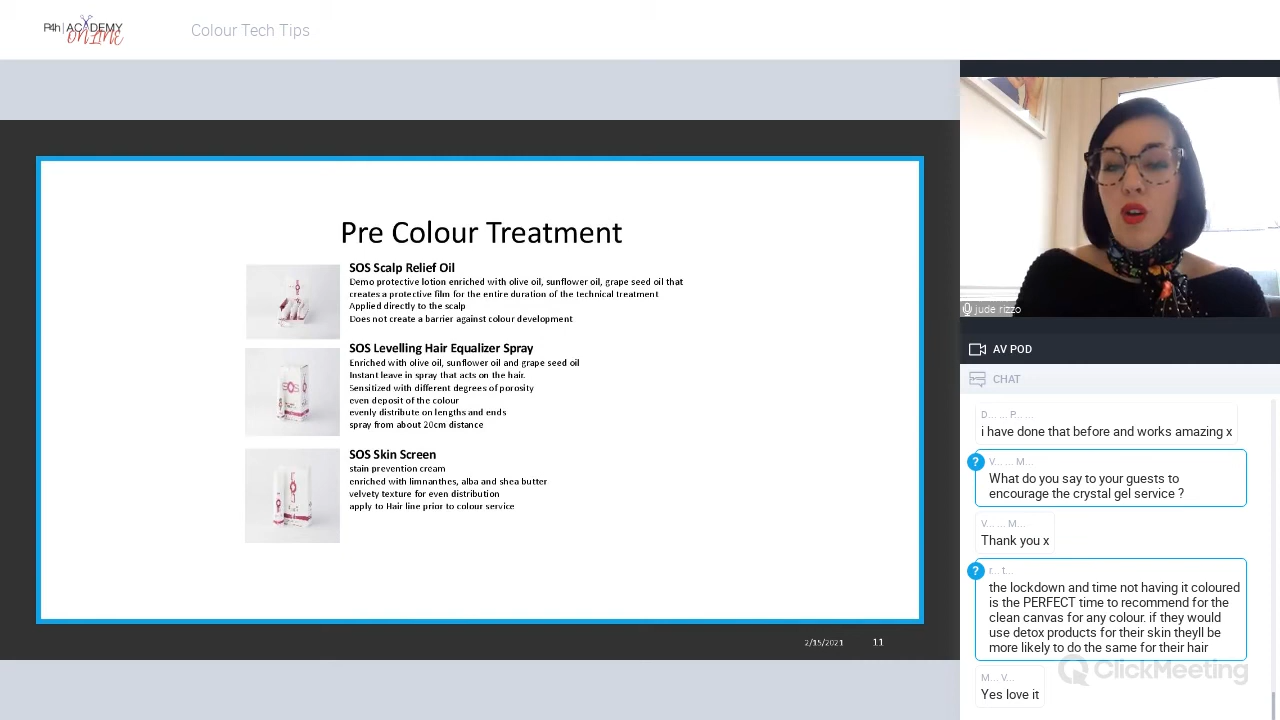 P4h | ACADEMY
ONLINE
Colour Tech Tips
Pre Colour Treatment
SOS Scalp Relief Oil
Demo protective lotion enriched with olive oil, sunflower oil, grape seed oil that
creates a protective film for the entire duration of the technical treatment
Applied directly to the scalp
Does not create a barrier against colour development
SOS Levelling Hair Equalizer Spray
Enriched with olive oil, sunflower oil and grape seed oil
Instant leave in spray that acts on the hair.
Sensitized with different degrees of porosity
even deposit of the colour
evenly distribute on lengths and ends
spray from about 20cm distance
SOS
SOS Skin Screen
stain prevention cream
enriched with limnanthes, alba and shea butter
velvety texture for even distribution
apply to Hair line prior to colour service
2/15/2021
11
jude rizzo
AV POD
CHAT
D... ... P... ...
i have done that before and works amazing x
?
V... ... M...
What do you say to your guests to
encourage the crystal gel service ?
V... ... M...
Thank you x
?
r... t...
the lockdown and time not having it coloured
is the PERFECT time to recommend for the
clean canvas for any colour. if they would
use detox products for their skin theyll be
more likely to do the same for their hair
ClickMeeting
M... V...
Yes love it